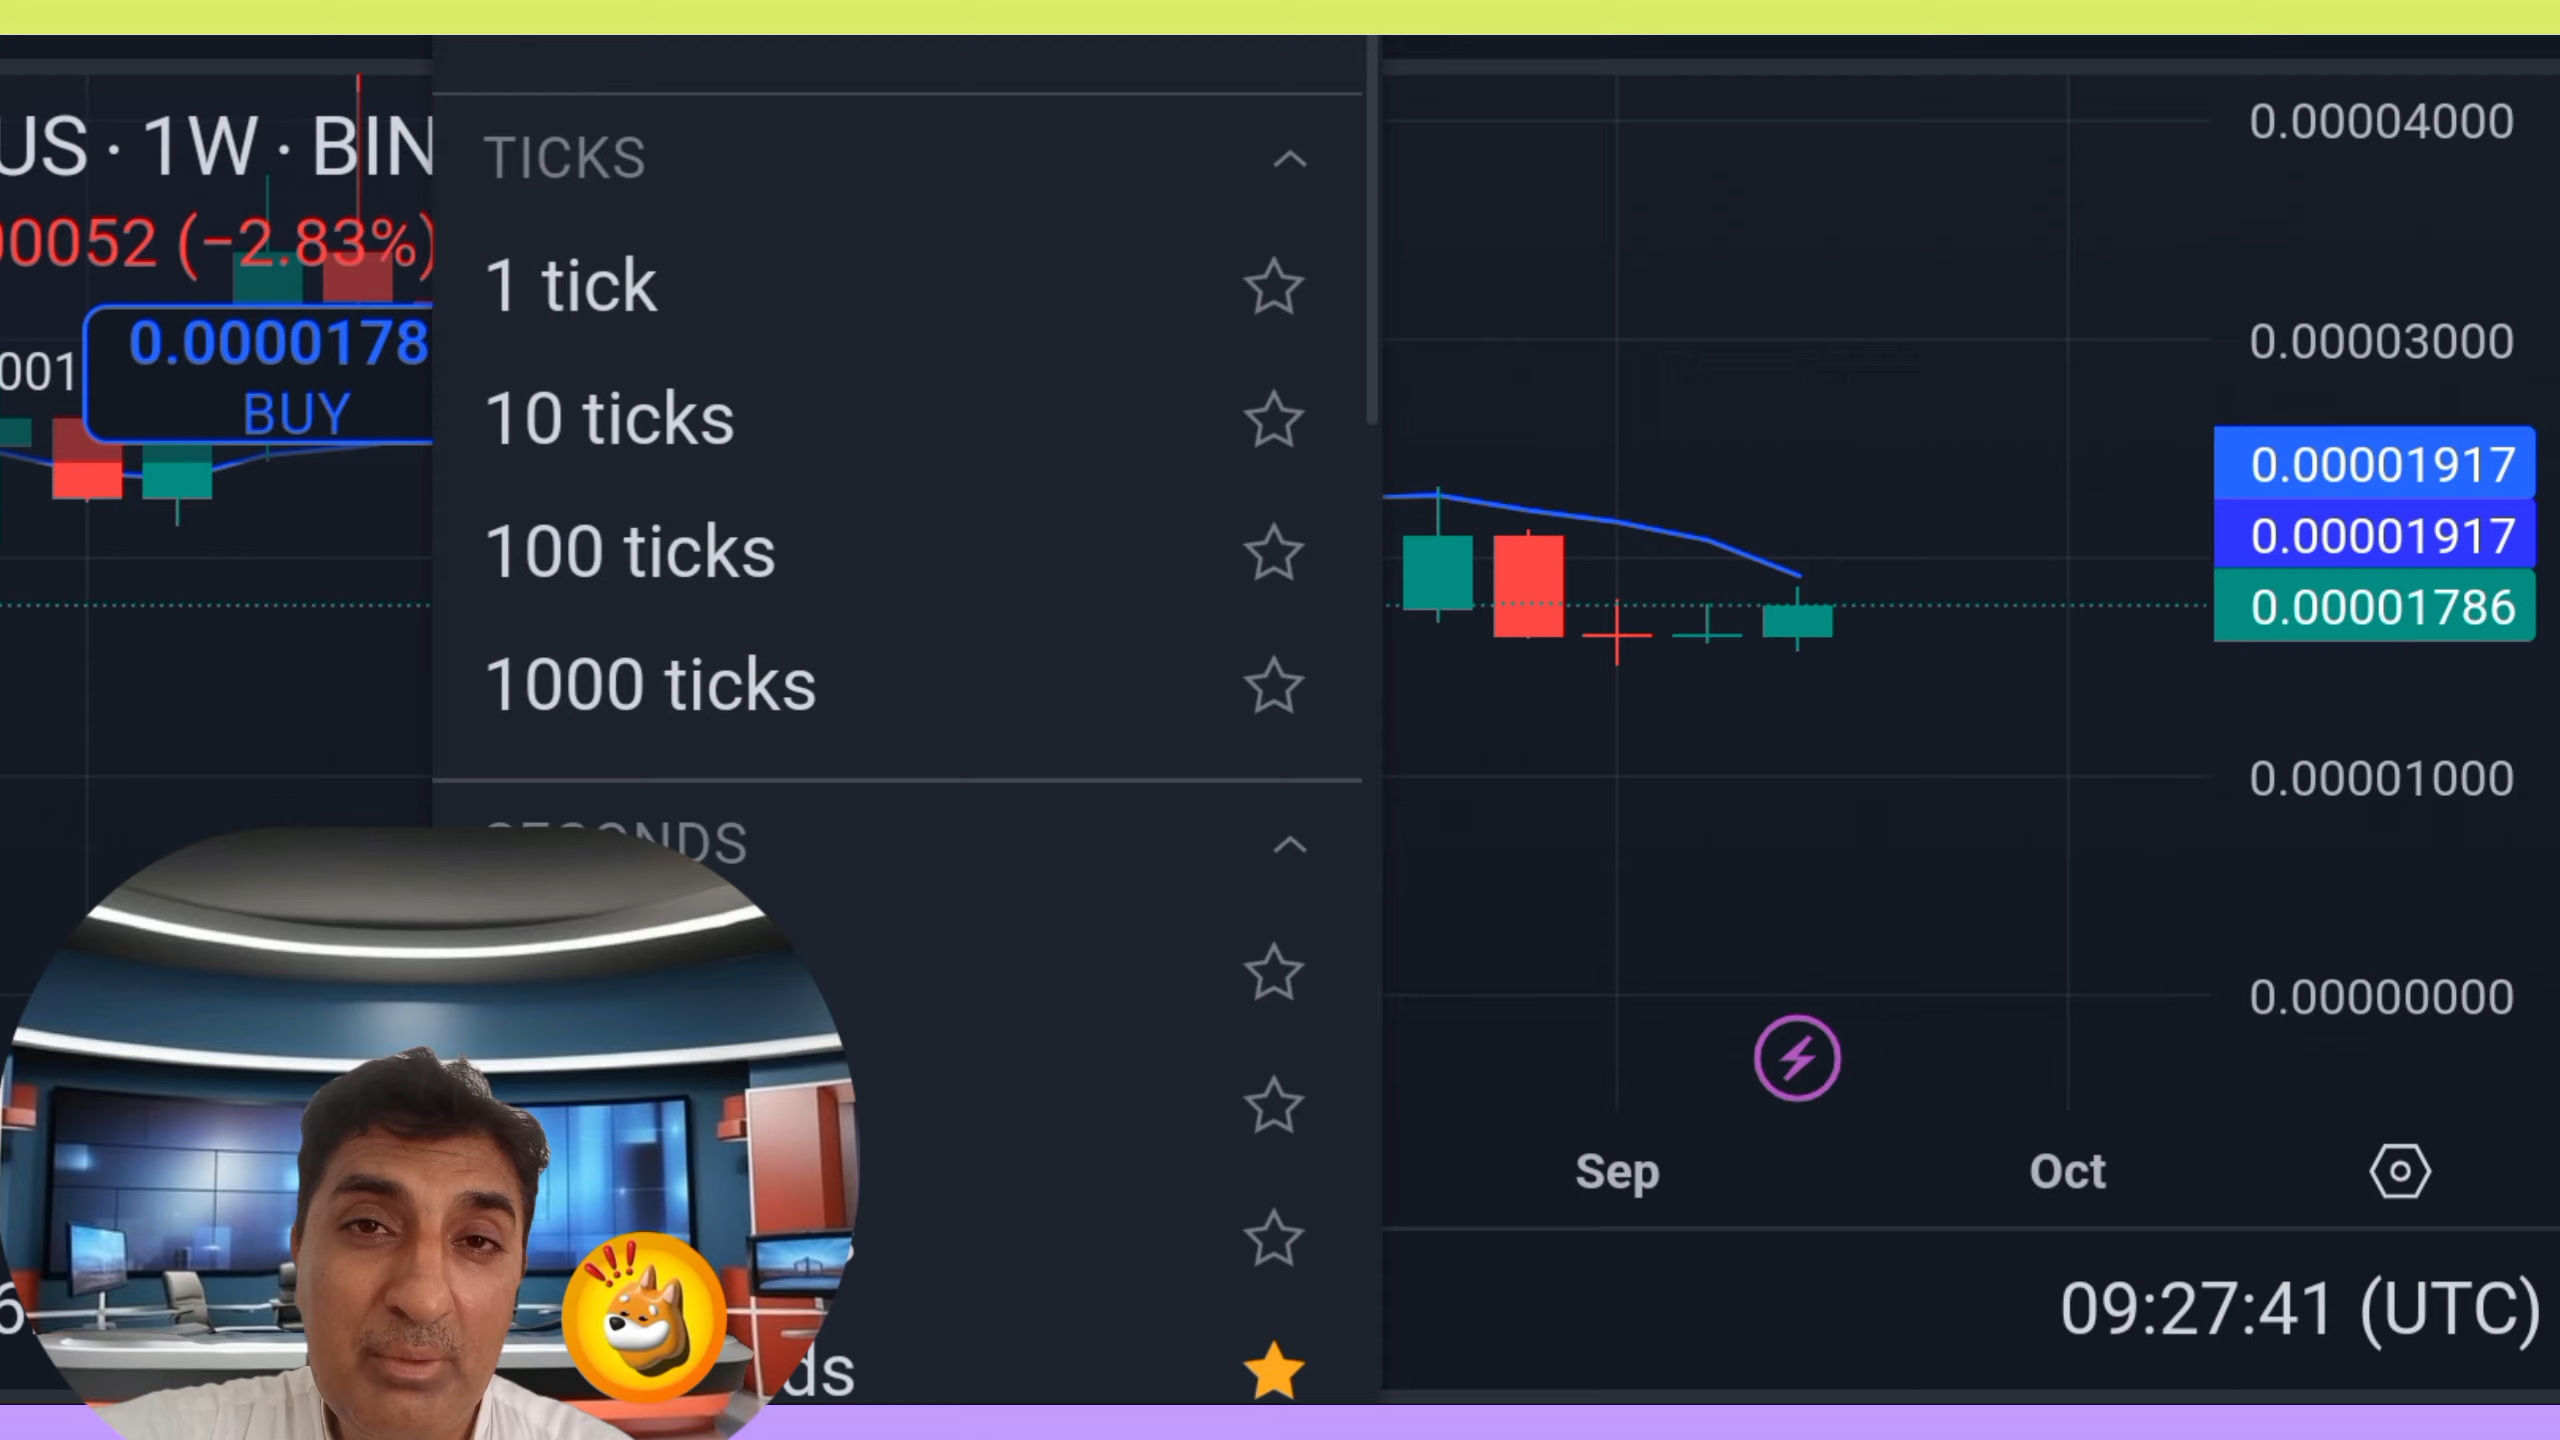 US · 1W · BIN
00052 (−2.83%)
001
0.0000178
BUY
TICKS
1 tick
10 ticks
100 ticks
1000 ticks
0.00004000
0.00003000
0.00001917
0.00001917
0.00001786
0.00001000
0.00000000
Sep
Oct
09:27:41 (UTC)